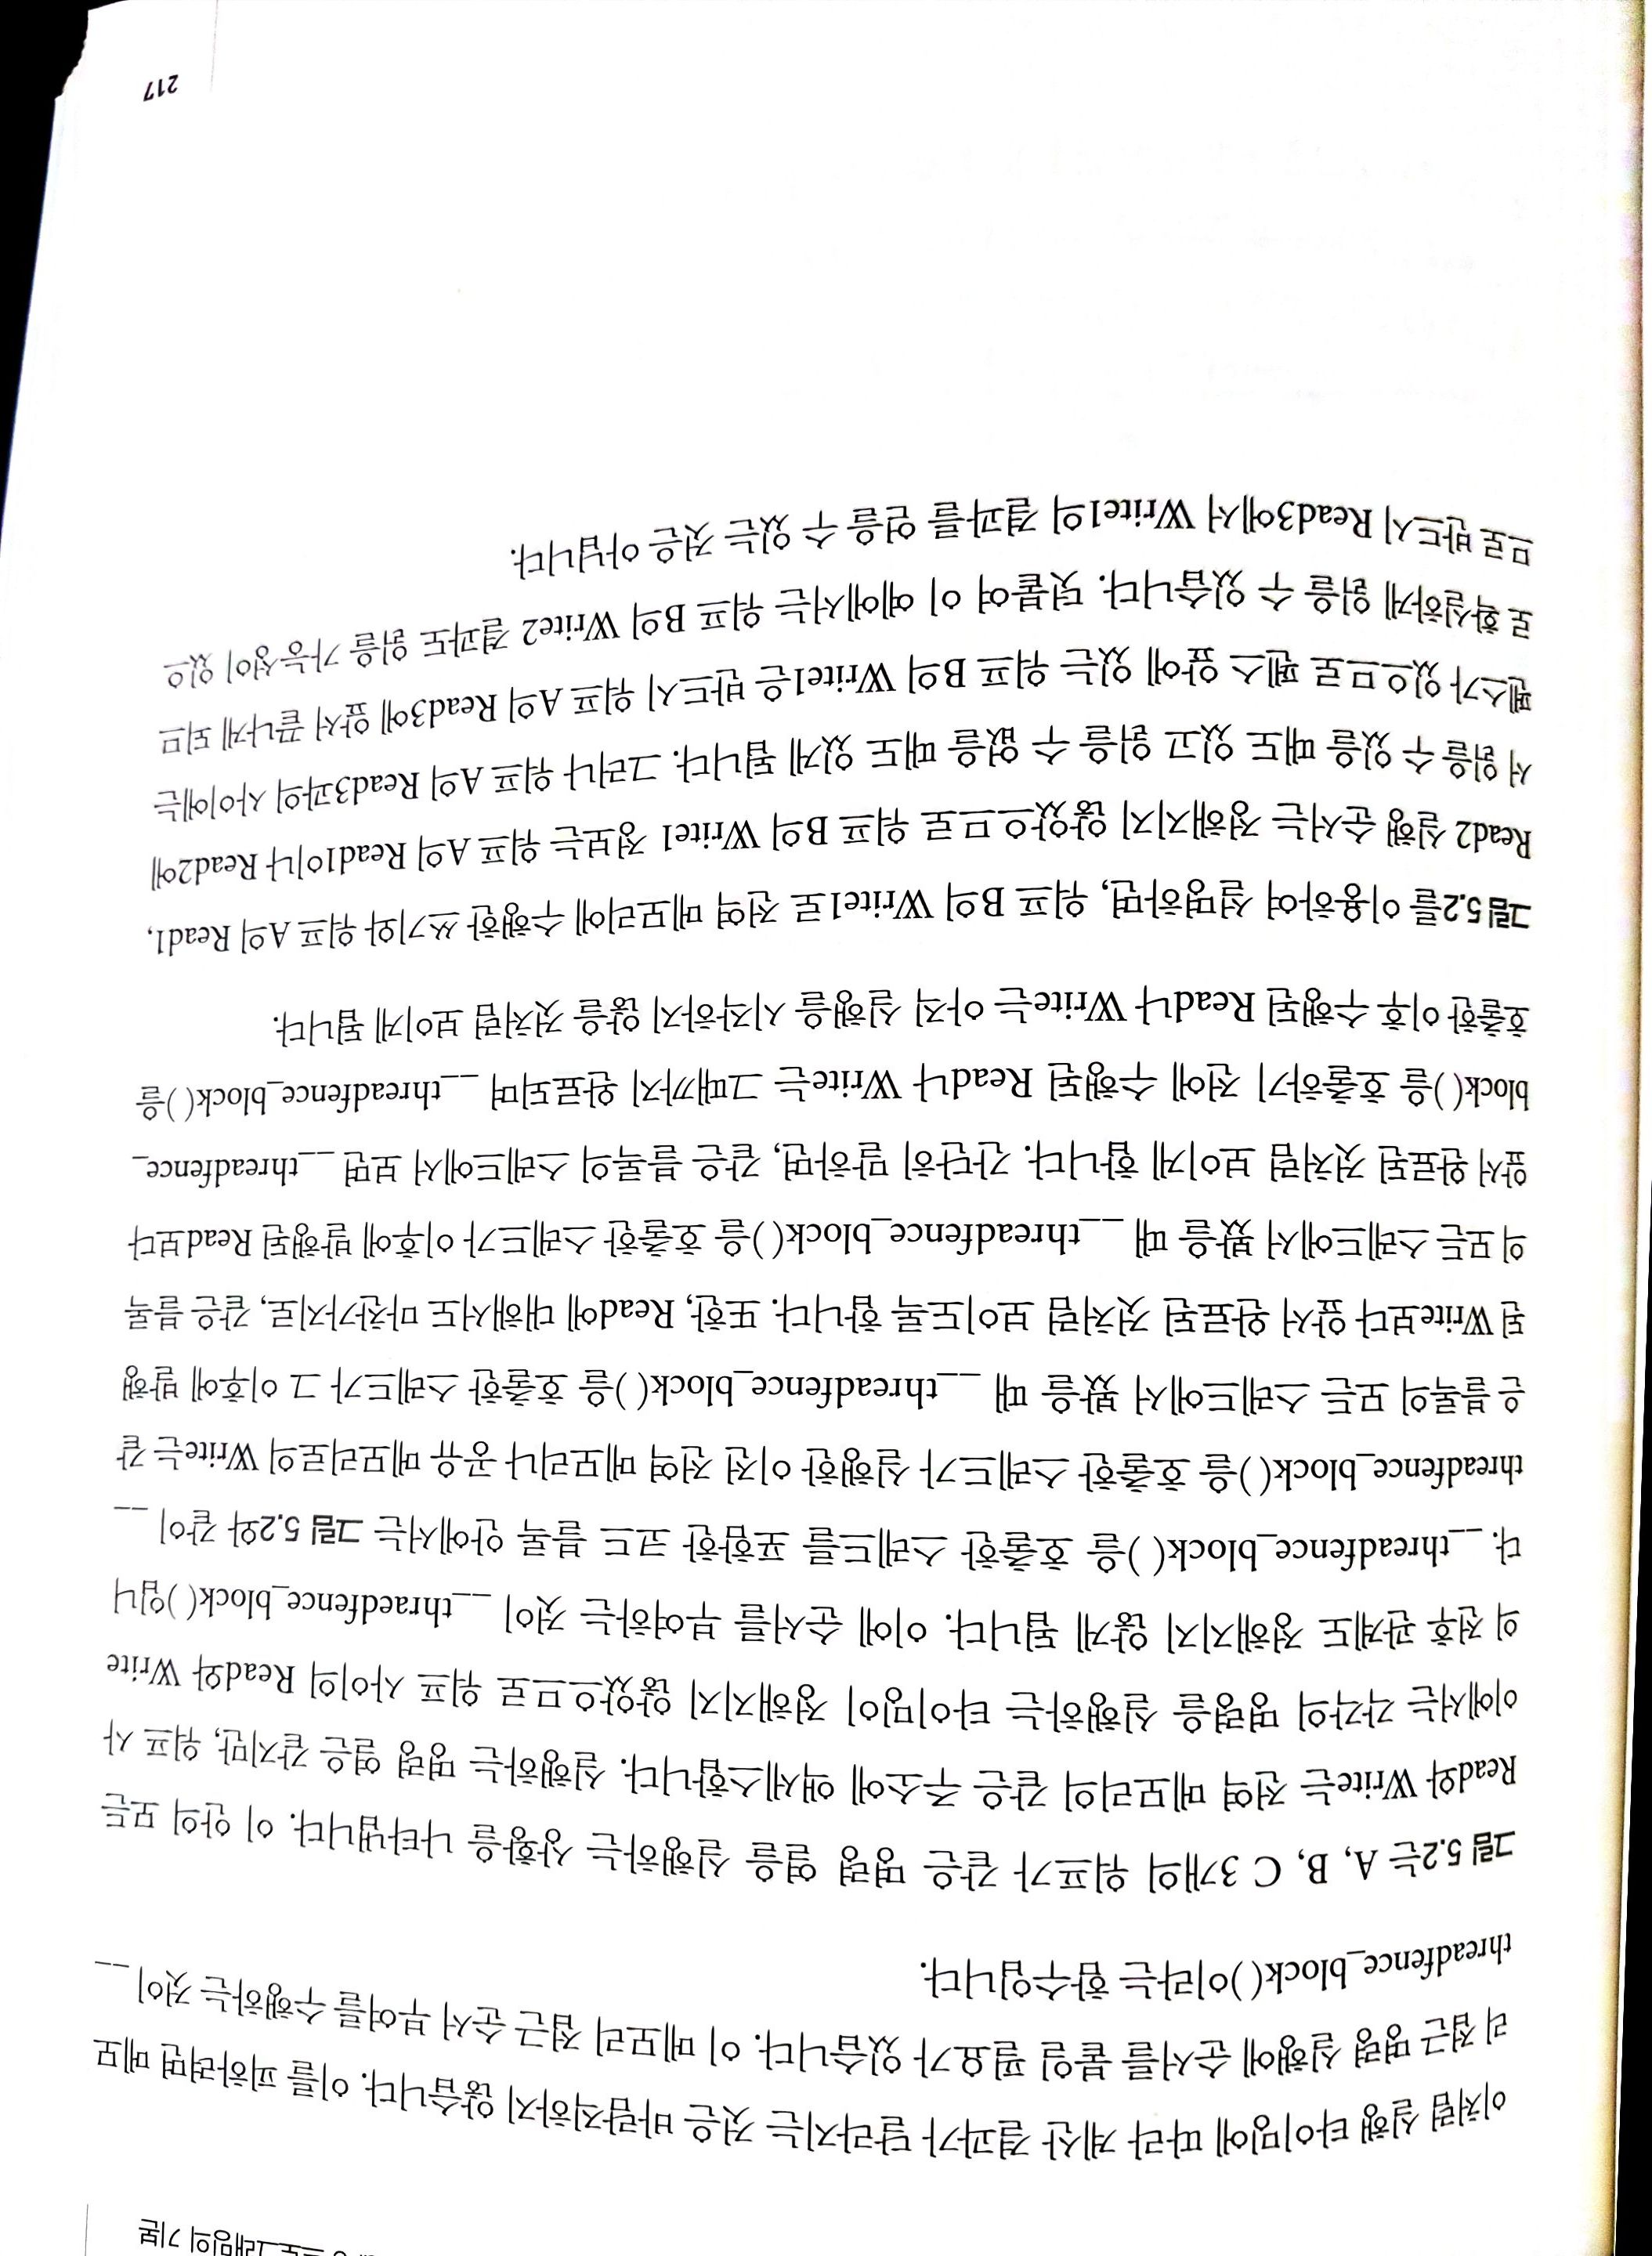 프로그래밍의 기본
이처럼 실행 타이밍에 따라 계산 결과가 달라지는 것은 바람직하지 않습니다. 이를 피하려면 메모
리 접근 명령 실행에 순서를 붙일 필요가 있습니다. 이 메모리 접근 순서 부여를 수행하는 것이 __
threadfence_block( )이라는 함수입니다.
그림 5.2는 A, B, C 3개의 워프가 같은 명령 열을 실행하는 상황을 나타냅니다. 이 안의 모든
Read와 Write는 전역 메모리의 같은 주소에 액세스합니다. 실행하는 명령 열은 같지만, 워프 사
이에서는 각각의 명령을 실행하는 타이밍이 정해지지 않았으므로 워프 사이의 Read와 Write
의 전후 관계도 정해지지 않게 됩니다. 이에 순서를 부여하는 것이 __thraedfence_block( )입니
다. __threadfence_block( )을 호출한 스레드를 포함한 코드 블록 안에서는 그림 5.2와 같이 __
threadfence_block( )을 호출한 스레드가 실행한 이전 전역 메모리나 공유 메모리로의 Write는 같
은 블록의 모든 스레드에서 봤을 때 __threadfence_block( )을 호출한 스레드가 그 이후에 발행
된 Write보다 앞서 완료된 것처럼 보이도록 합니다. 또한, Read에 대해서도 마찬가지로, 같은 블록
의 모든 스레드에서 봤을 때 __threadfence_block( )을 호출한 스레드가 이후에 발행된 Read보다
앞서 완료된 것처럼 보이게 합니다. 간단히 말하면, 같은 블록의 스레드에서 보면 __threadfence_
block( )을 호출하기 전에 수행된 Read나 Write는 그때까지 완료되며 __threadfence_block( )을
호출한 이후 수행된 Read나 Write는 아직 실행을 시작하지 않을 것처럼 보이게 됩니다.
그림 5.2를 이용하여 설명하면, 워프 B의 Write1로 전역 메모리에 수행한 쓰기와 워프 A의 Read1,
Read2 실행 순서는 정해지지 않았으므로 워프 B의 Write1 정보는 워프 A의 Read1이나 Read2에
서 읽을 수 있을 때도 있고 읽을 수 없을 때도 있게 됩니다. 그러나 워프 A의 Read3과의 사이에는
펜스가 있으므로 펜스 앞에 있는 워프 B의 Write1은 반드시 워프 A의 Read3에 앞서 끝나게 되므
로 확실하게 읽을 수 있습니다. 덧붙여 이 예에서는 워프 B의 Write2 결과도 읽을 가능성이 있으
므로 반드시 Read3에서 Write1의 결과를 얻을 수 있는 것은 아닙니다.
217